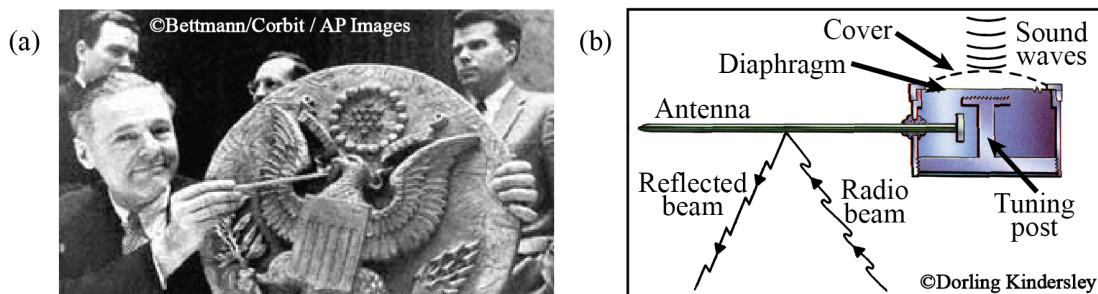 (a)
©Bettmann/Corbit / AP Images
(b)
Cover
Sound
waves
Diaphragm
Antenna
Reflected
beam
Radio
beam
Tuning
post
©Dorling Kindersley